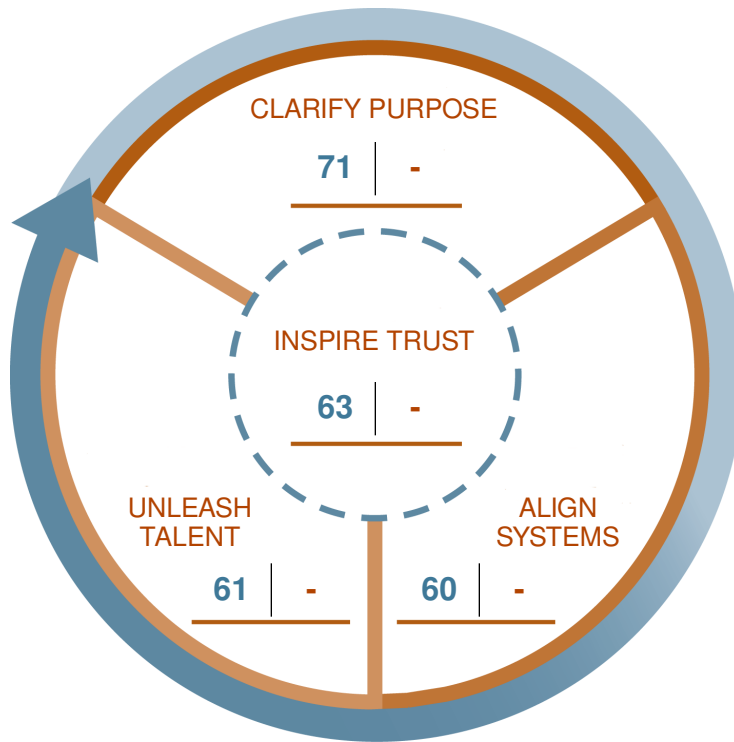 CLARIFY PURPOSE
71 -
INSPIRE TRUST
63 -
UNLEASH
TALENT
61 -
ALIGN
SYSTEMS
60 -